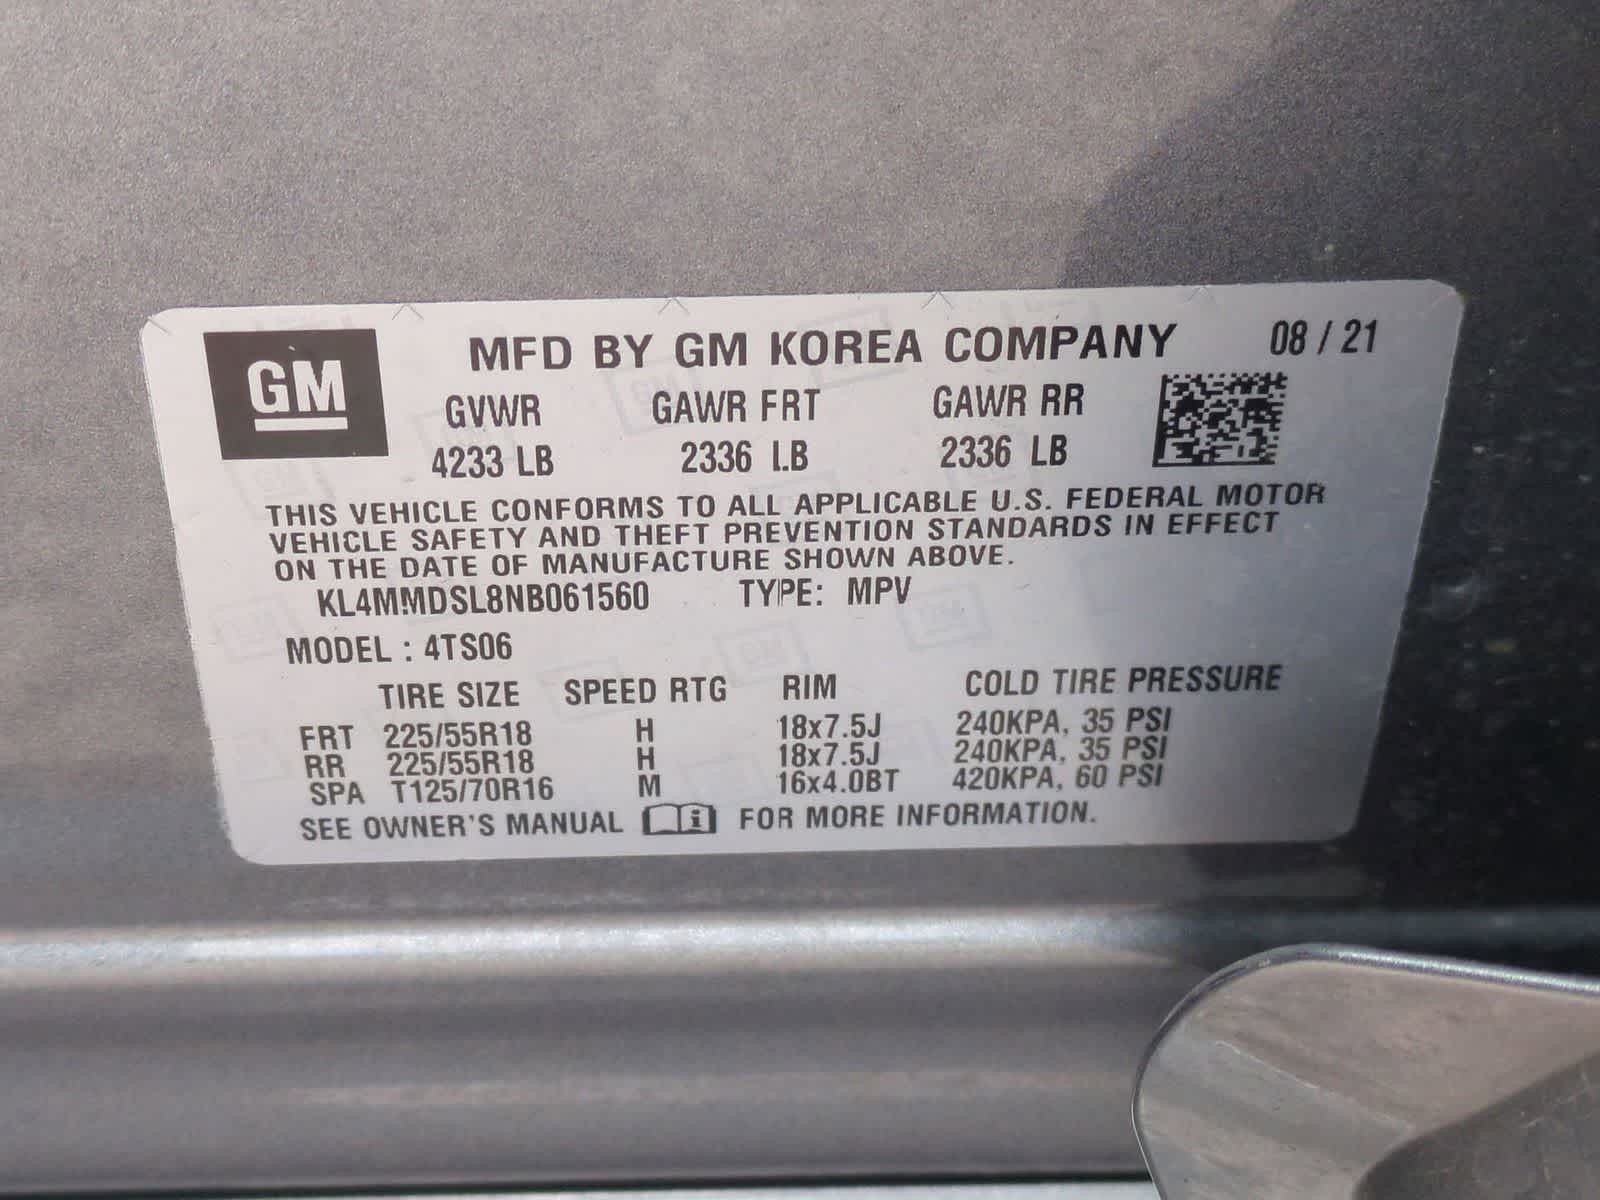 GM
MFD BY GM KOREA COMPANY 08 / 21
GVWR GAWR FRT GAWR RR
4233 LB 2336 LB 2336 LB
THIS VEHICLE CONFORMS TO ALL APPLICABLE U.S. FEDERAL MOTOR
VEHICLE SAFETY AND THEFT PREVENTION STANDARDS IN EFFECT
ON THE DATE OF MANUFACTURE SHOWN ABOVE.
KL4MMDSL8NB061560 TYPE: MPV
MODEL : 4TS06
TIRE SIZE SPEED RTG RIM COLD TIRE PRESSURE
FRT 225/55R18 H 18x7.5J 240KPA, 35 PSI
RR 225/55R18 H 18x7.5J 240KPA, 35 PSI
SPA T125/70R16 M 16x4.0BT 420KPA, 60 PSI
SEE OWNER'S MANUAL i FOR MORE INFORMATION.